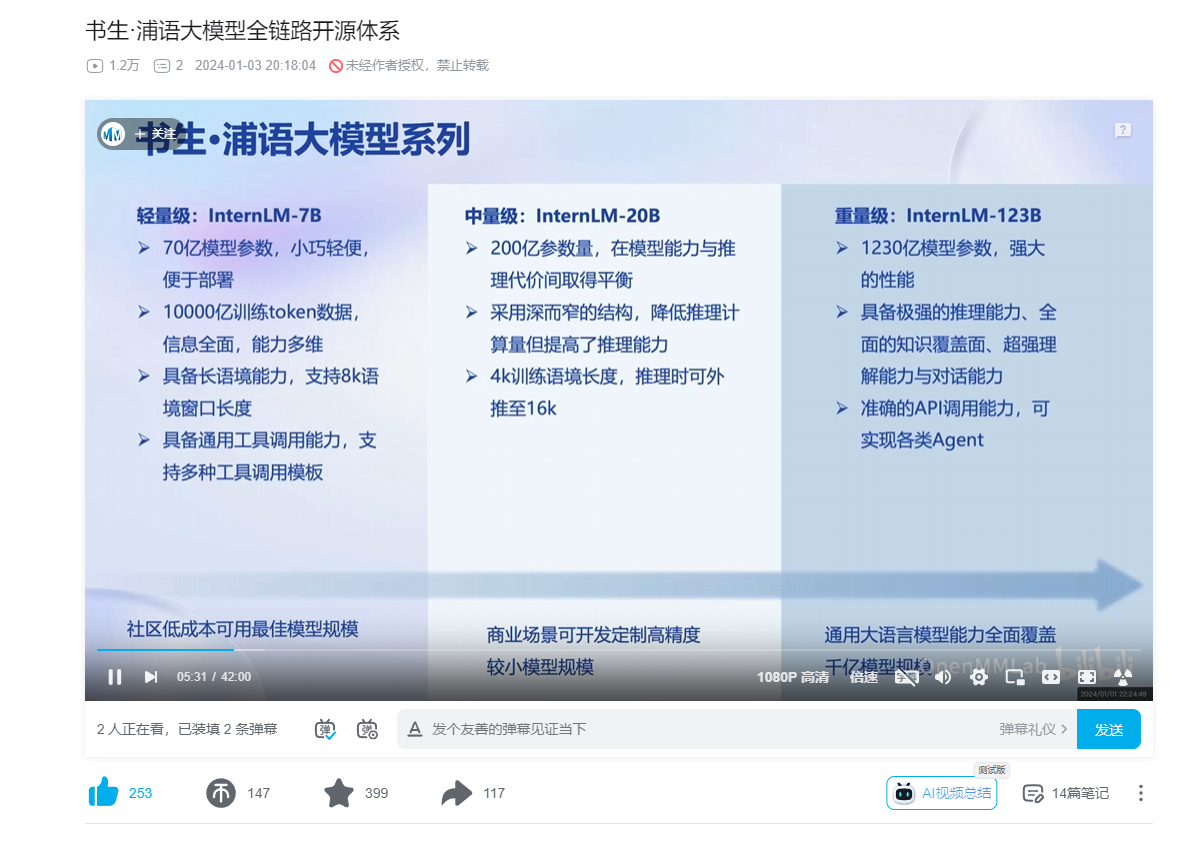 书生·浦语大模型全链路开源体系
1.2万 2 2024-01-03 20:18:04 未经作者授权，禁止转载
+ 关注
书生•浦语大模型系列
?
轻量级：InternLM-7B
70亿模型参数，小巧轻便，
便于部署
10000亿训练token数据，
信息全面，能力多维
具备长语境能力，支持8k语
境窗口长度
具备通用工具调用能力，支
持多种工具调用模板
社区低成本可用最佳模型规模
中量级：InternLM-20B
200亿参数量，在模型能力与推
理代价间取得平衡
采用深而窄的结构，降低推理计
算量但提高了推理能力
4k训练语境长度，推理时可外
推至16k
商业场景可开发定制高精度
较小模型规模
重量级：InternLM-123B
1230亿模型参数，强大
的性能
具备极强的推理能力、全
面的知识覆盖面、超强理
解能力与对话能力
准确的API调用能力，可
实现各类Agent
通用大语言模型能力全面覆盖
千亿模型规模
OpenMMLab bilibili
05:31 / 42:00 1080P 高清 倍速
2024/01/01 22:24:49
2 人正在看，已装填 2 条弹幕 弹 弹 A 发个友善的弹幕见证当下 弹幕礼仪 > 发送
测试版
253 147 399 117 AI视频总结 14篇笔记